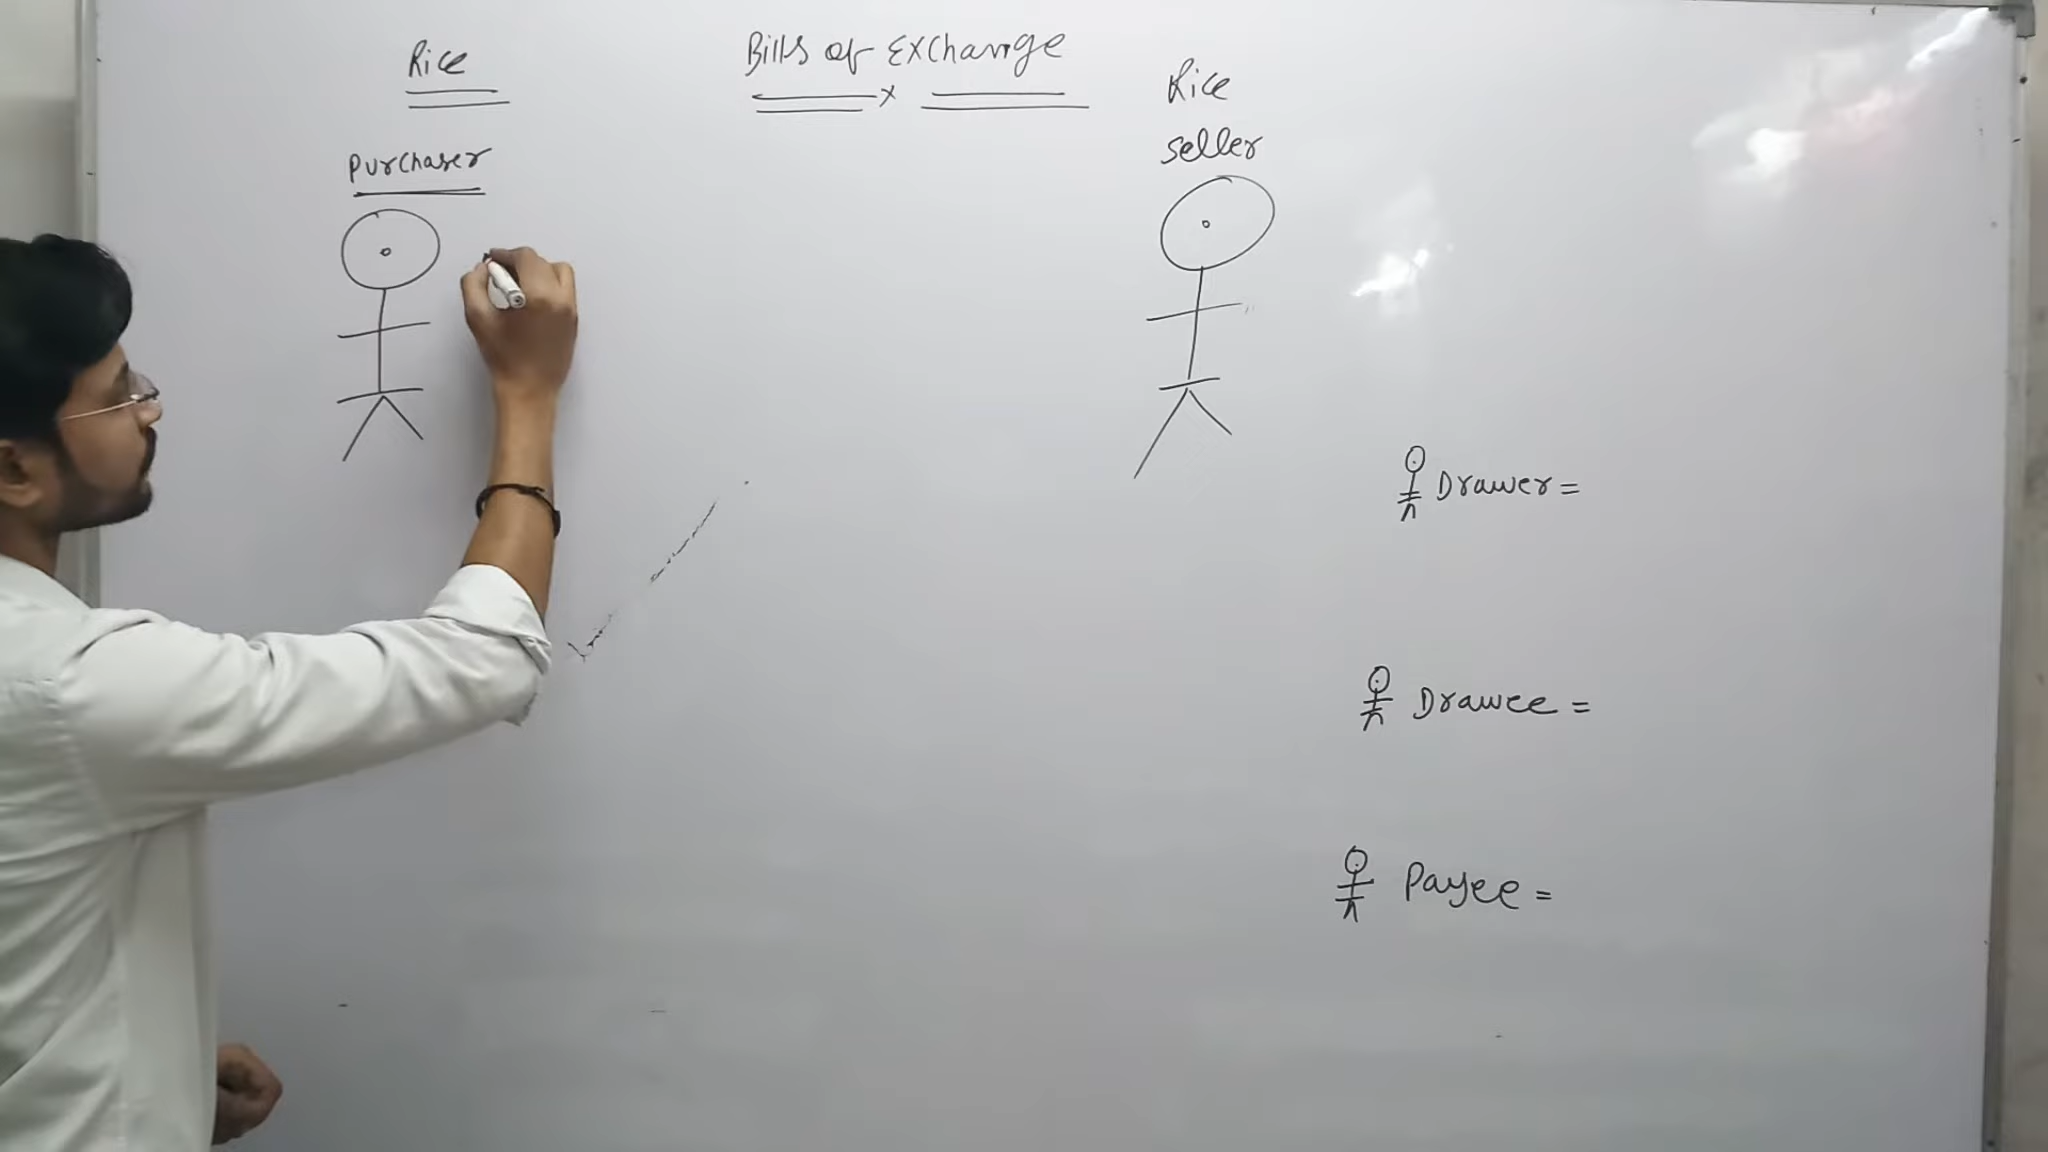 Rice
Purchaser
Bills of Exchange
Rice
seller
Drawer =
Drawee =
Payee =